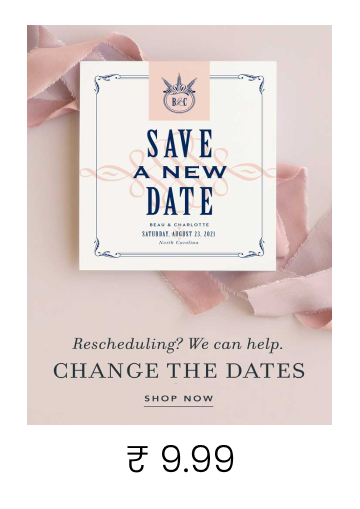 B&C
SAVE
A NEW
DATE
BEAU & CHARLOTTE
SATURDAY, AUGUST 23, 2021
North Carolina
Rescheduling? We can help.
CHANGE THE DATES
SHOP NOW
₹ 9.99